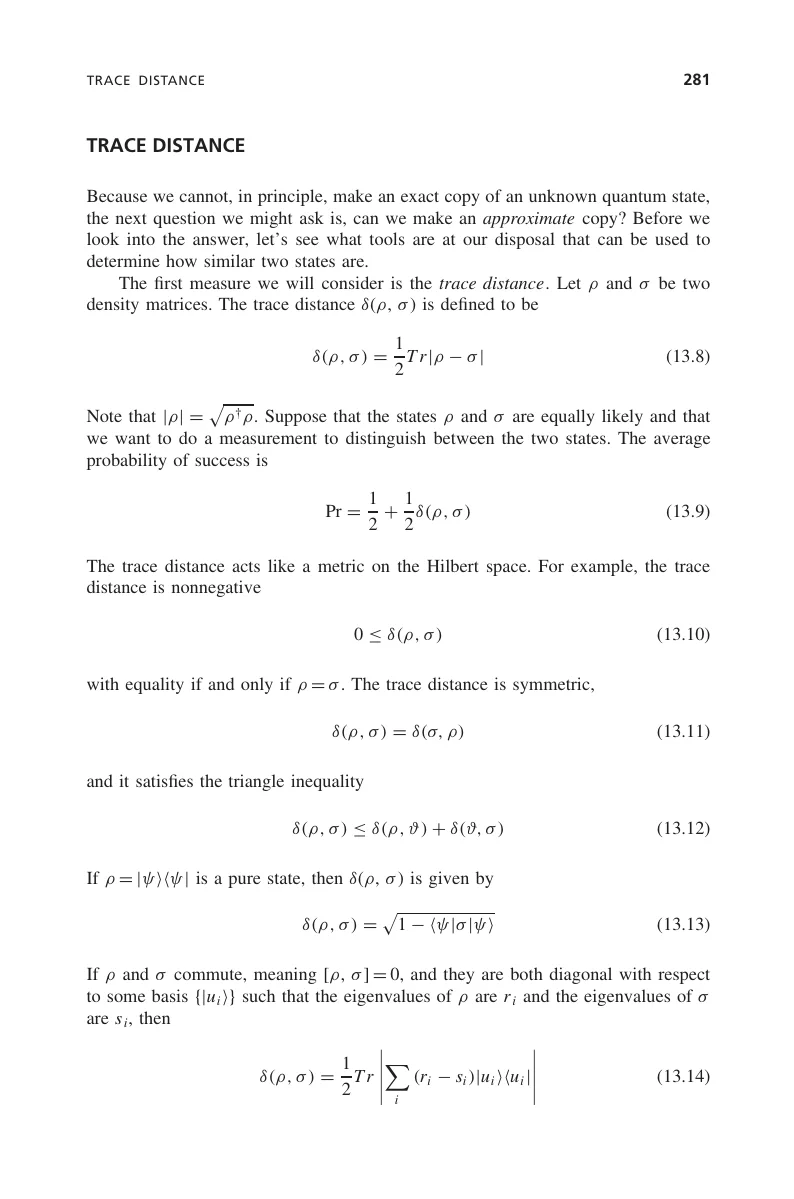 TRACE DISTANCE 281
TRACE DISTANCE
Because we cannot, in principle, make an exact copy of an unknown quantum state,
the next question we might ask is, can we make an approximate copy? Before we
look into the answer, let's see what tools are at our disposal that can be used to
determine how similar two states are.
The first measure we will consider is the trace distance. Let ρ and σ be two
density matrices. The trace distance δ(ρ, σ) is defined to be
δ(ρ, σ) = 1/2 Tr|ρ − σ| (13.8)
Note that |ρ| = √ρ†ρ. Suppose that the states ρ and σ are equally likely and that
we want to do a measurement to distinguish between the two states. The average
probability of success is
Pr = 1/2 + 1/2 δ(ρ, σ) (13.9)
The trace distance acts like a metric on the Hilbert space. For example, the trace
distance is nonnegative
0 ≤ δ(ρ, σ) (13.10)
with equality if and only if ρ = σ. The trace distance is symmetric,
δ(ρ, σ) = δ(σ, ρ) (13.11)
and it satisfies the triangle inequality
δ(ρ, σ) ≤ δ(ρ, ϑ) + δ(ϑ, σ) (13.12)
If ρ = |ψ⟩⟨ψ| is a pure state, then δ(ρ, σ) is given by
δ(ρ, σ) = √1 − ⟨ψ|σ|ψ⟩ (13.13)
If ρ and σ commute, meaning [ρ, σ] = 0, and they are both diagonal with respect
to some basis {|uᵢ⟩} such that the eigenvalues of ρ are rᵢ and the eigenvalues of σ
are sᵢ, then
δ(ρ, σ) = 1/2 Tr |∑ᵢ (rᵢ − sᵢ)|uᵢ⟩⟨uᵢ|| (13.14)